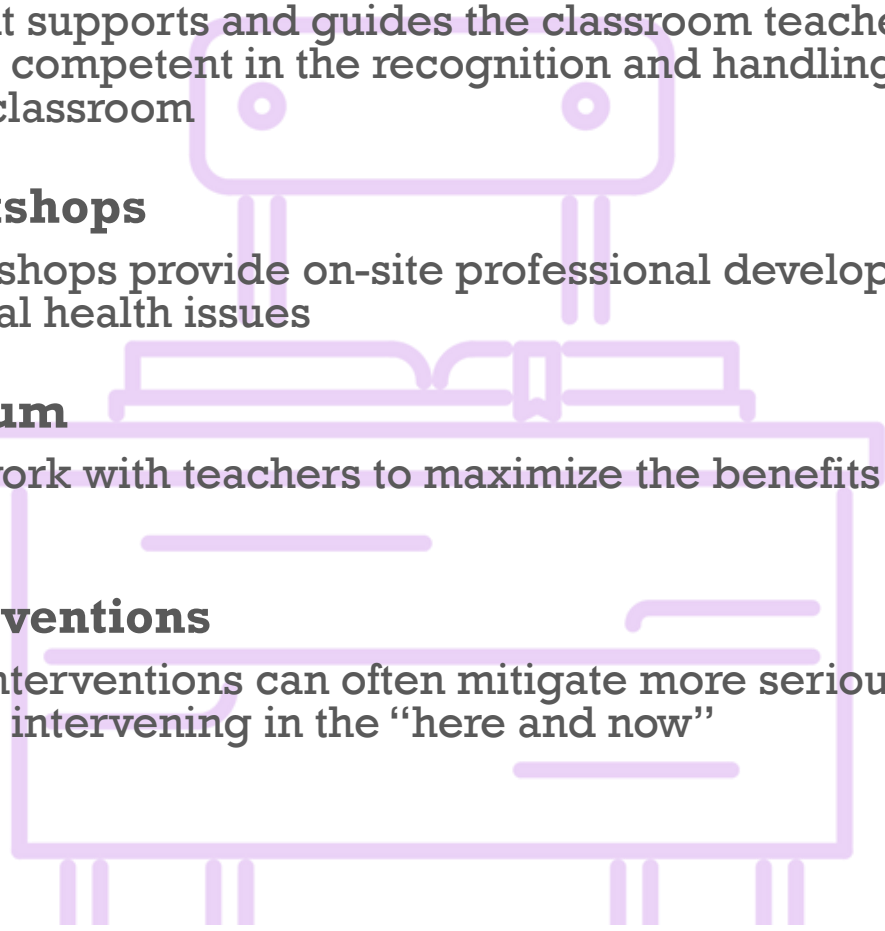 t supports and guides the classroom teache
competent in the recognition and handling
classroom
kshops
shops provide on-site professional develop
al health issues
um
ork with teachers to maximize the benefits
ventions
nterventions can often mitigate more seriou
intervening in the “here and now”